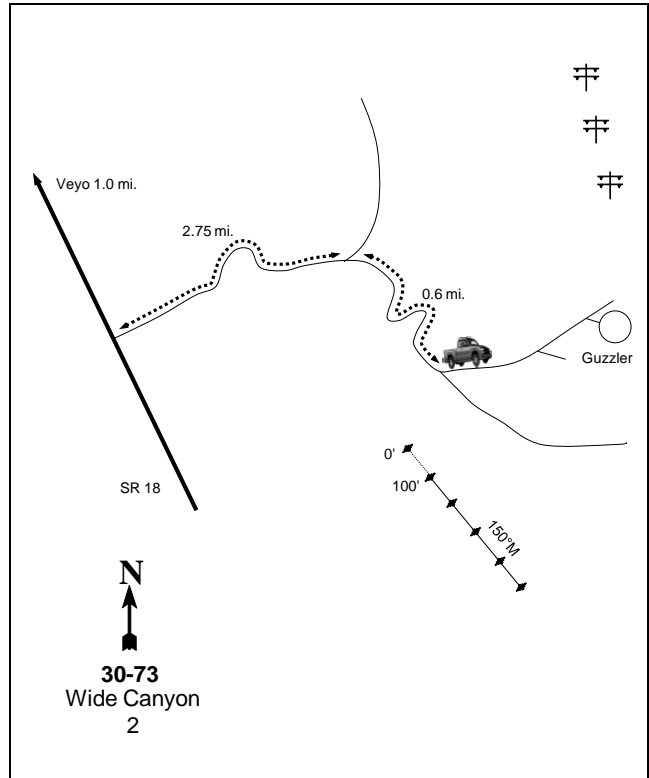 Veyo 1.0 mi.
2.75 mi.
0.6 mi.
Guzzler
0'
100'
150°M
SR 18
N
30-73
Wide Canyon
2